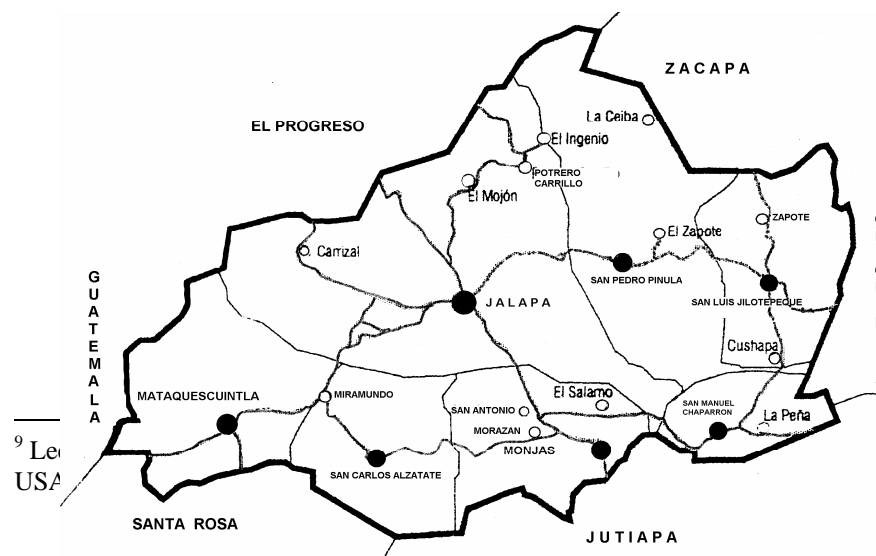 ZACAPA
EL PROGRESO
La Ceiba
El Ingenio
POTRERO
CARRILLO
El Mojón
ZAPOTE
El Zapote
Carrizal
SAN PEDRO PINULA
JALAPA
SAN LUIS JILOTEPEQUE
GUATEMALA
Cushapa
MATAQUESCUINTLA
MIRAMUNDO
El Salamo
SAN ANTONIO
SAN MANUEL
CHAPARRON
La Peña
MORAZAN
MONJAS
SAN CARLOS ALZATATE
9
SANTA ROSA
JUTIAPA